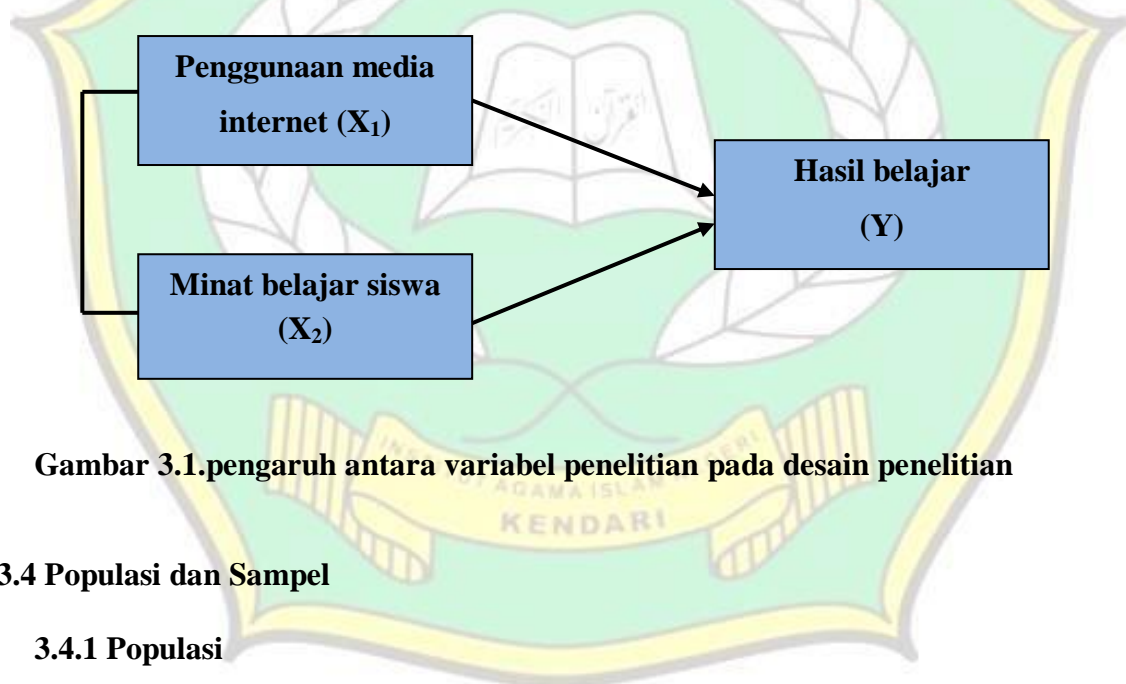 Penggunaan media
internet (X₁)
Hasil belajar
(Y)
Minat belajar siswa
(X₂)
Gambar 3.1.pengaruh antara variabel penelitian pada desain penelitian
KENDARI
3.4 Populasi dan Sampel
3.4.1 Populasi